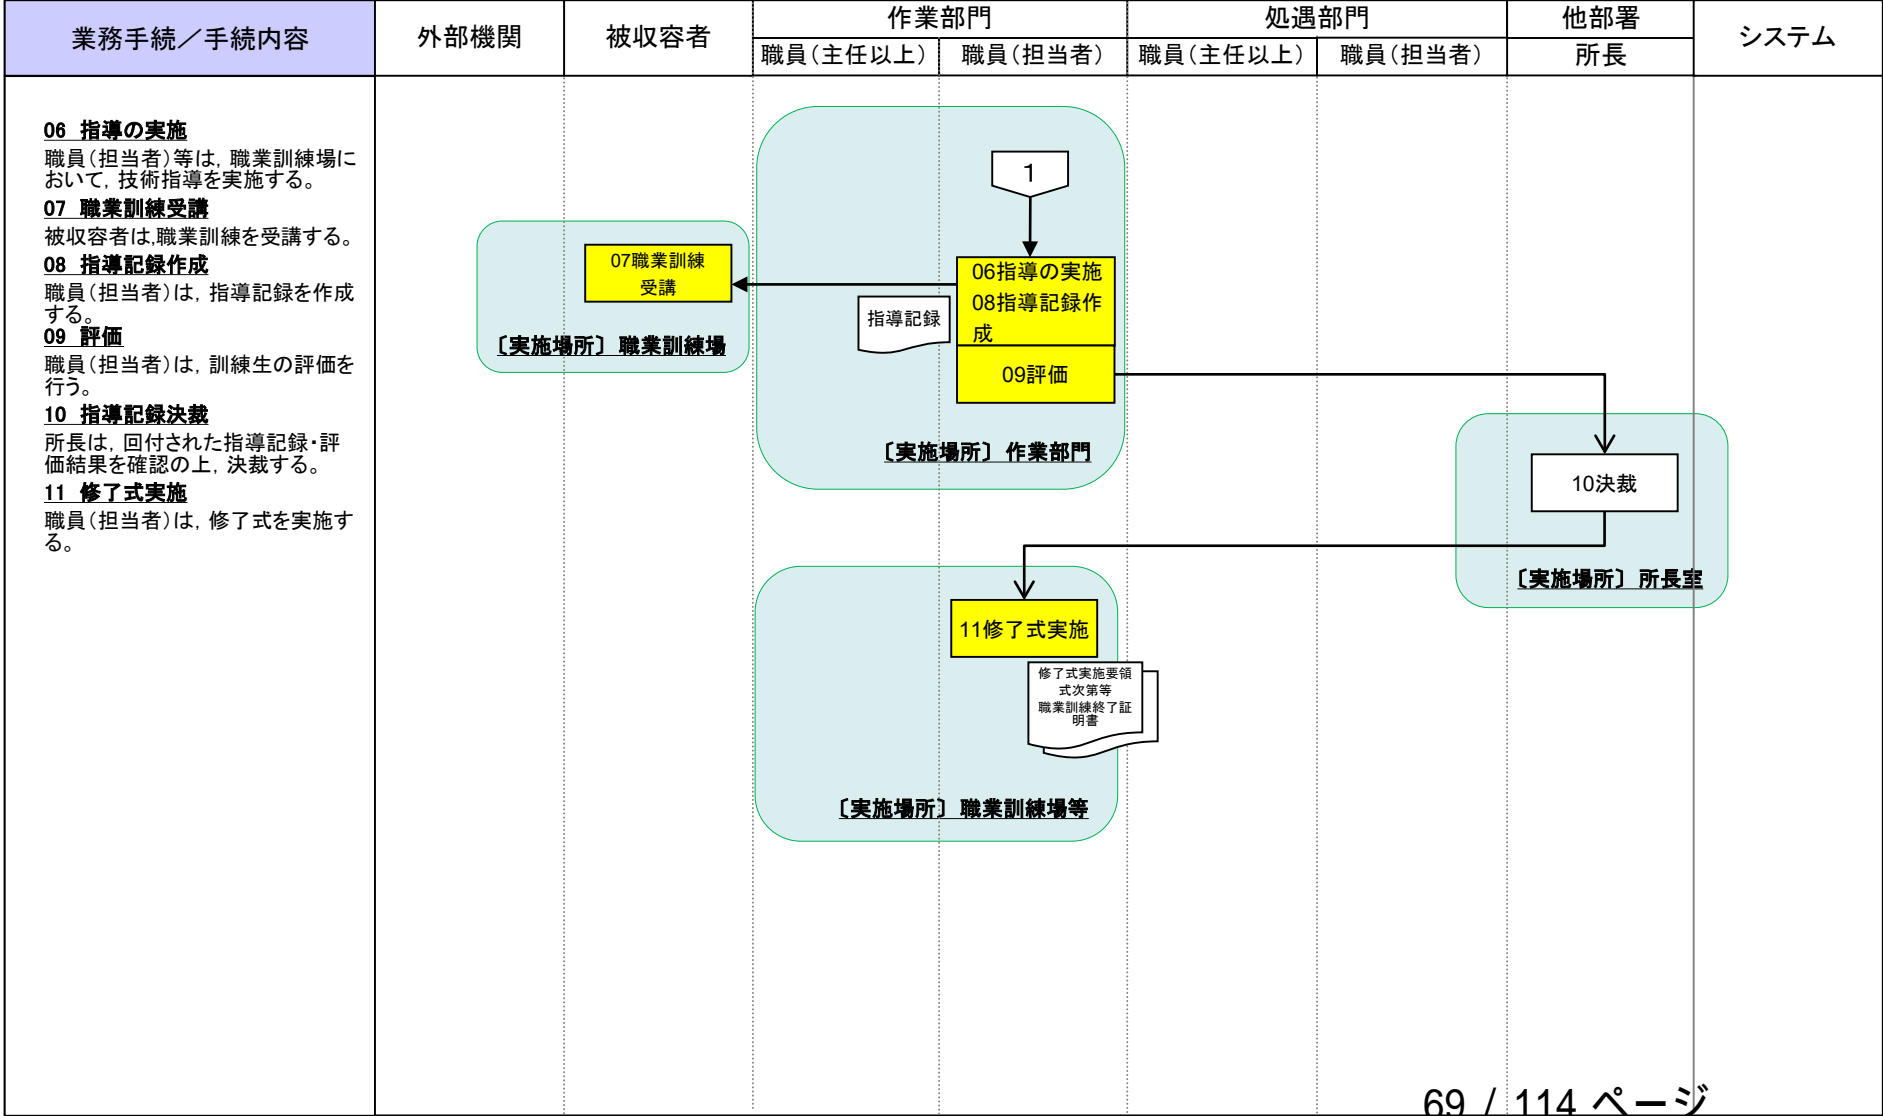 業務手続／手続内容
外部機関
被収容者
作業部門
職員（主任以上）
職員（担当者）
処遇部門
職員（主任以上）
職員（担当者）
他部署
所長
システム
06 指導の実施
職員（担当者）等は，職業訓練場に
おいて，技術指導を実施する。
07 職業訓練受講
被収容者は,職業訓練を受講する。
08 指導記録作成
職員（担当者）は，指導記録を作成
する。
09 評価
職員（担当者）は，訓練生の評価を
行う。
10 指導記録決裁
所長は，回付された指導記録・評
価結果を確認の上，決裁する。
11 修了式実施
職員（担当者）は，修了式を実施す
る。
1
07職業訓練
受講
〔実施場所〕職業訓練場
06指導の実施
08指導記録作
成
指導記録
09評価
〔実施場所〕作業部門
10決裁
〔実施場所〕所長室
11修了式実施
修了式実施要領
式次第等
職業訓練終了証
明書
〔実施場所〕職業訓練場等
69 / 114 ページ